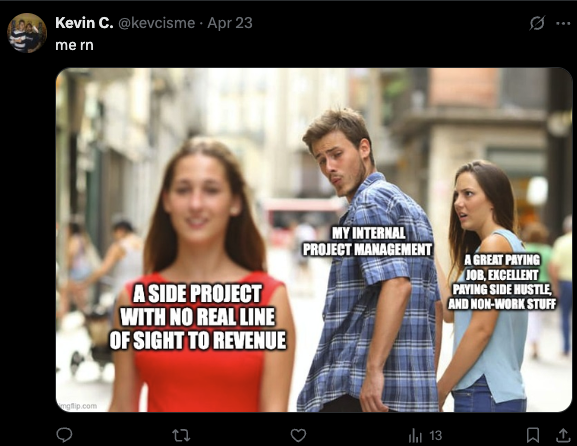 Kevin C. @kevcisme · Apr 23
me rn
MY INTERNAL
PROJECT MANAGEMENT
A GREAT PAYING
JOB, EXCELLENT
PAYING SIDE HUSTLE,
AND NON-WORK STUFF
A SIDE PROJECT
WITH NO REAL LINE
OF SIGHT TO REVENUE
imgflip.com
13